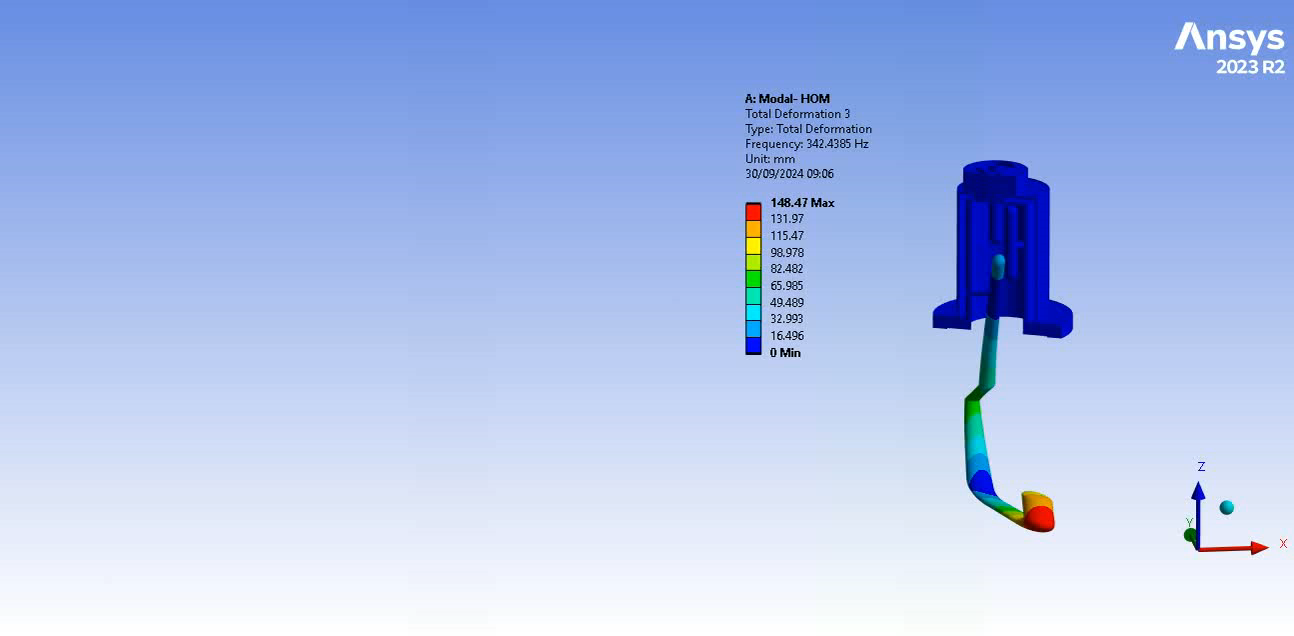 Ansys
2023 R2
A: Modal- HOM
Total Deformation 3
Type: Total Deformation
Frequency: 342.4385 Hz
Unit: mm
30/09/2024 09:06
148.47 Max
131.97
115.47
98.978
82.482
65.985
49.489
32.993
16.496
0 Min
Z
Y
X